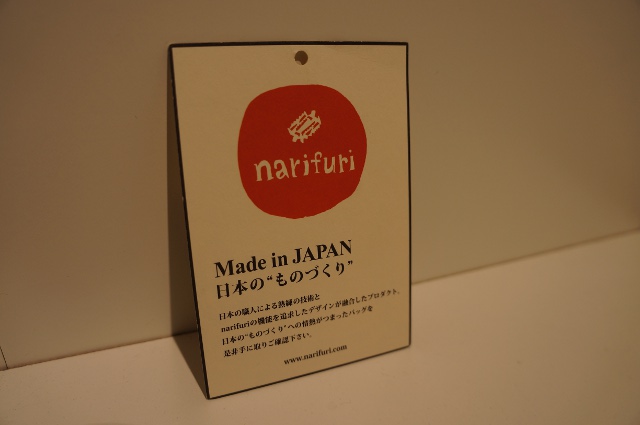 narifuri
Made in JAPAN
日本の“ものづくり”
日本の職人による熟練の技術と
narifuriの機能を追求したデザインが融合したプロダクト。
日本の“ものづくり”への情熱がつまったバッグを
是非手に取りご確認下さい。
www.narifuri.com